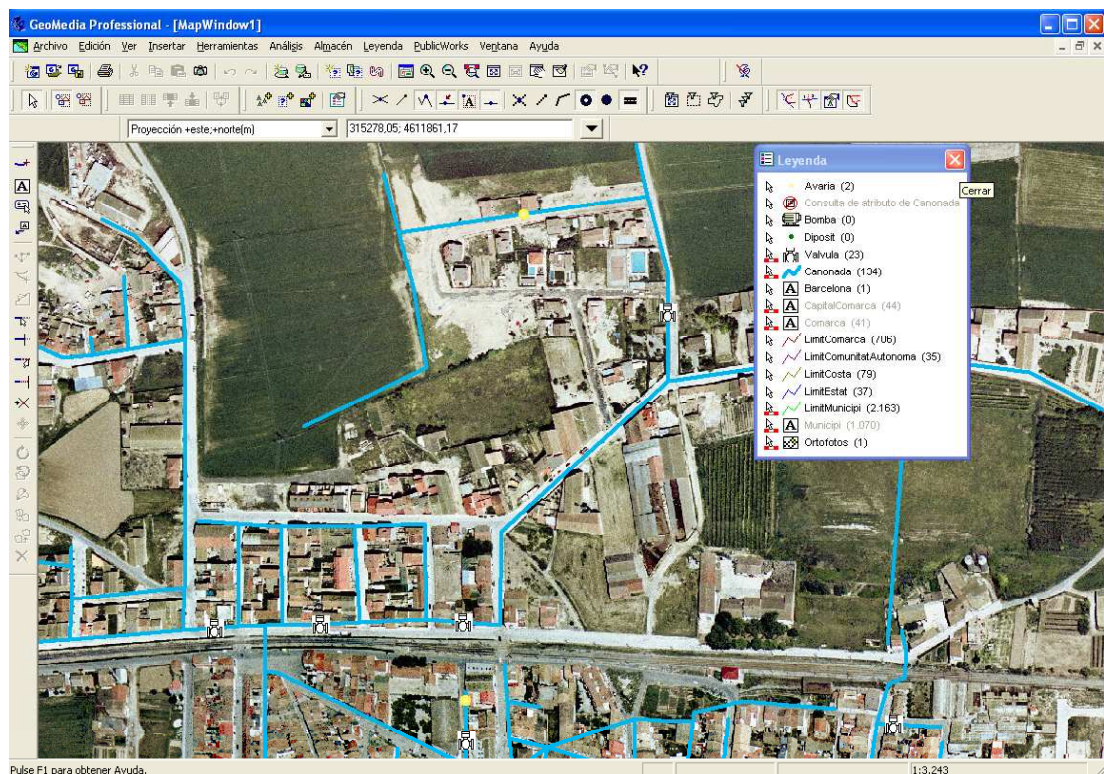 GeoMedia Professional - [MapWindow1]
Archivo Edición Ver Insertar Herramientas Análisis Almacén Leyenda PublicWorks Ventana Ayuda
Proyección +este;+norte(m) 315278,05; 4611861,17
Leyenda
Cerrar
Avaria (2)
Consulta de atributo de Canonada
Bomba (0)
Diposit (0)
Valvula (23)
Canonada (134)
A Barcelona (1)
A CapitalComarca (44)
A Comarca (41)
LimitComarca (706)
LimitComunitatAutonoma (35)
LimitCosta (79)
LimitEstat (37)
LimitMunicipi (2.163)
A Municipi (1.070)
Ortofotos (1)
Pulse F1 para obtener Ayuda. 1:3.243